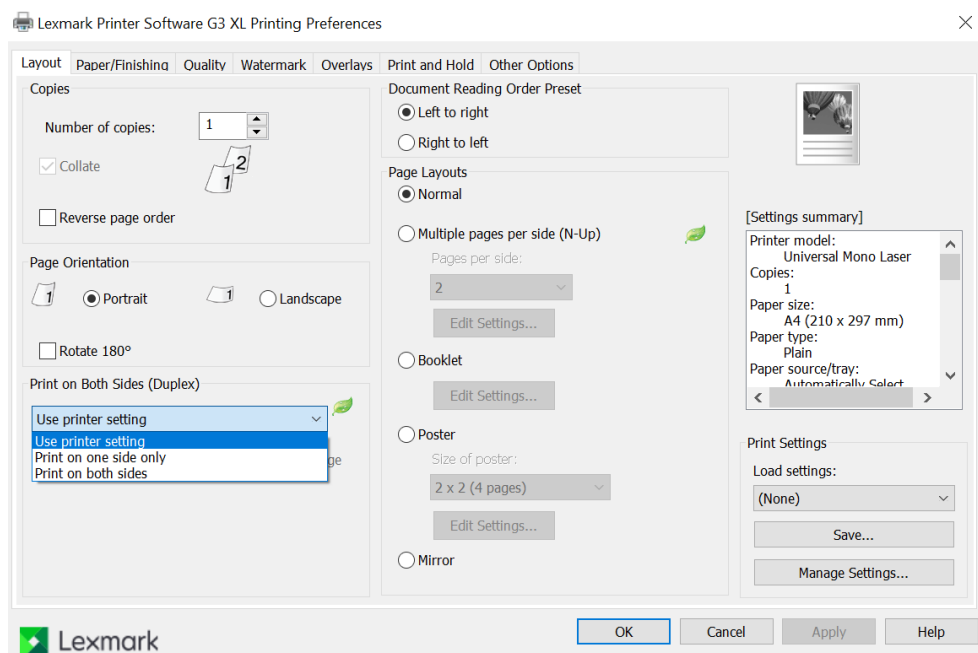 Lexmark Printer Software G3 XL Printing Preferences
Layout
Paper/Finishing
Quality
Watermark
Overlays
Print and Hold
Other Options
Copies
Number of copies:
1
Collate
1
2
Reverse page order
Page Orientation
1
Portrait
1
Landscape
Rotate 180°
Print on Both Sides (Duplex)
Use printer setting
Use printer setting
Print on one side only
Print on both sides
Document Reading Order Preset
Left to right
Right to left
Page Layouts
Normal
Multiple pages per side (N-Up)
Pages per side:
2
Edit Settings...
Booklet
Edit Settings...
Poster
Size of poster:
2 x 2 (4 pages)
Edit Settings...
Mirror
[Settings summary]
Printer model:
Universal Mono Laser
Copies:
1
Paper size:
A4 (210 x 297 mm)
Paper type:
Plain
Paper source/tray:
Automatically Select
Print Settings
Load settings:
(None)
Save...
Manage Settings...
Lexmark
OK
Cancel
Apply
Help